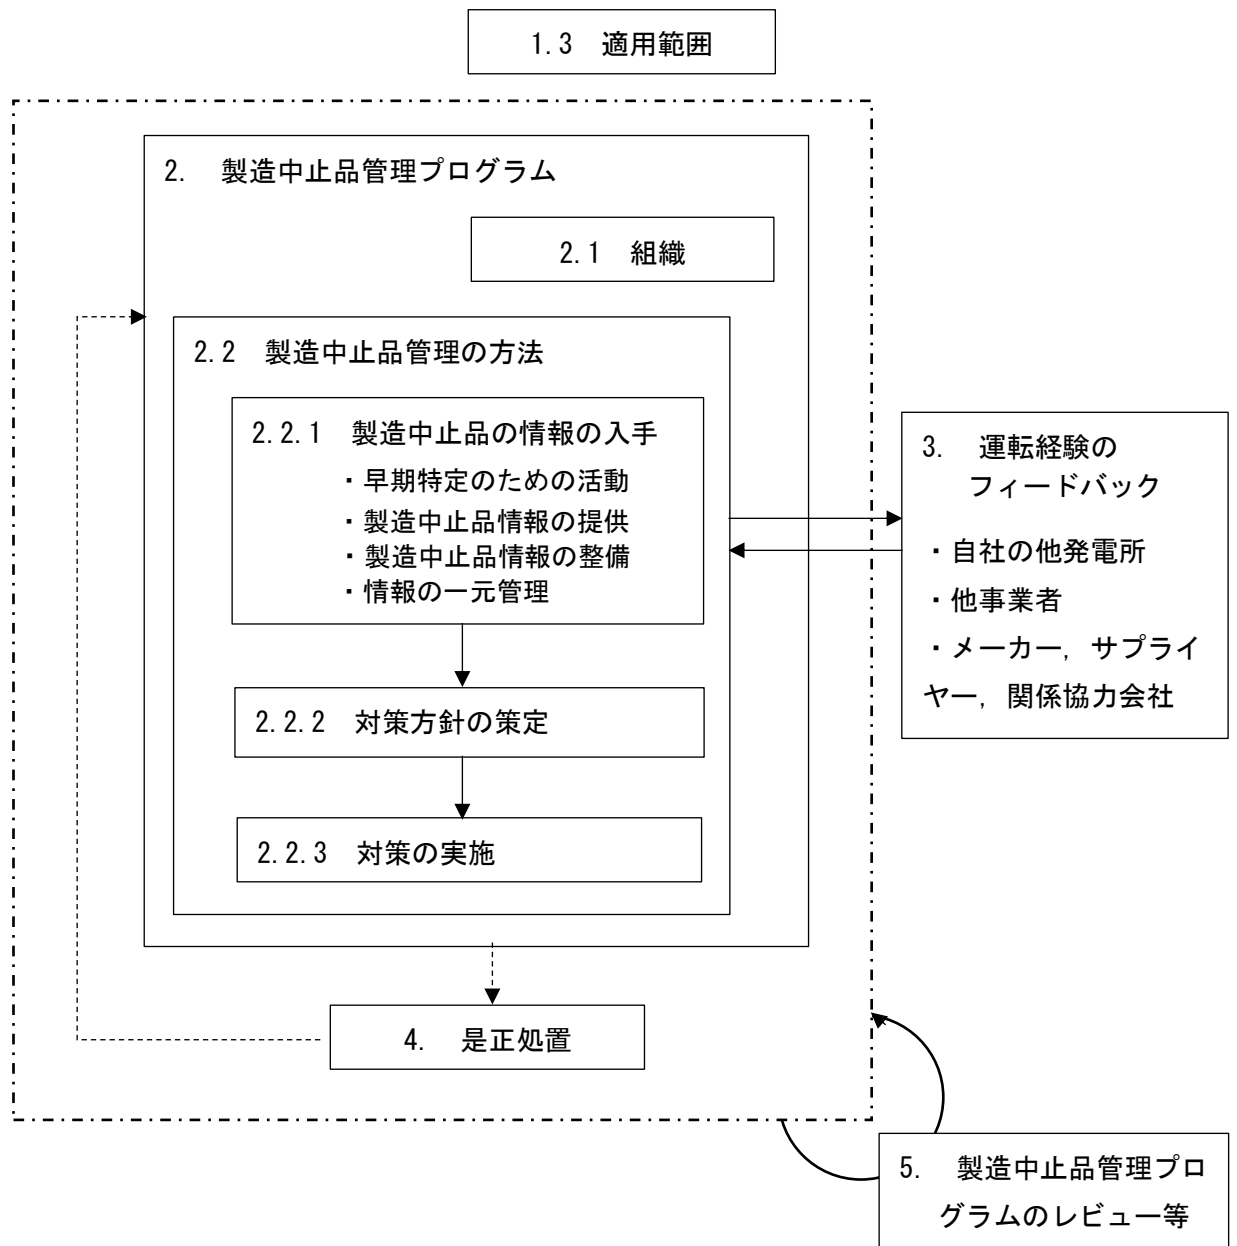 1.3 適用範囲
2. 製造中止品管理プログラム
2.1 組織
2.2 製造中止品管理の方法
2.2.1 製造中止品の情報の入手
・早期特定のための活動
・製造中止品情報の提供
・製造中止品情報の整備
・情報の一元管理
2.2.2 対策方針の策定
2.2.3 対策の実施
3. 運転経験の
フィードバック
・自社の他発電所
・他事業者
・メーカー，サプライ
ヤー，関係協力会社
4. 是正処置
5. 製造中止品管理プロ
グラムのレビュー等